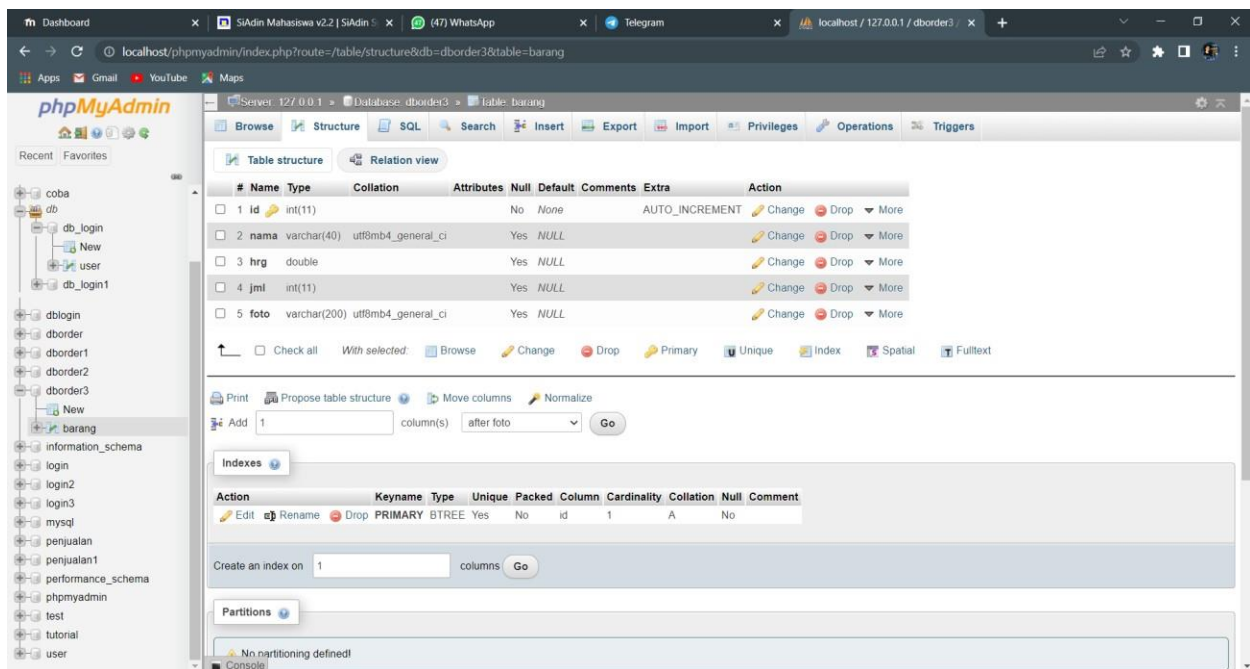 Dashboard
SiAdin Mahasiswa v2.2 | SiAdin S
(47) WhatsApp
Telegram
localhost / 127.0.0.1 / dborder3 /
localhost/phpmyadmin/index.php?route=/table/structure&db=dborder3&table=barang
Apps Gmail YouTube Maps
phpMyAdmin
Recent Favorites
coba
db
db_login
New
user
db_login1
dblogin
dborder
dborder1
dborder2
dborder3
New
barang
information_schema
login
login2
login3
mysql
penjualan
penjualan1
performance_schema
phpmyadmin
test
tutorial
user
Server: 127.0.0.1 » Database: dborder3 » Table: barang
Browse Structure SQL Search Insert Export Import Privileges Operations Triggers
Table structure Relation view
# Name Type Collation Attributes Null Default Comments Extra Action
1 id int(11) No None AUTO_INCREMENT Change Drop More
2 nama varchar(40) utf8mb4_general_ci Yes NULL Change Drop More
3 hrg double Yes NULL Change Drop More
4 jml int(11) Yes NULL Change Drop More
5 foto varchar(200) utf8mb4_general_ci Yes NULL Change Drop More
Check all With selected: Browse Change Drop Primary Unique Index Spatial Fulltext
Print Propose table structure Move columns Normalize
Add 1 column(s) after foto Go
Indexes
Action Keyname Type Unique Packed Column Cardinality Collation Null Comment
Edit Rename Drop PRIMARY BTREE Yes No id 1 A No
Create an index on 1 columns Go
Partitions
No partitioning defined!
Console